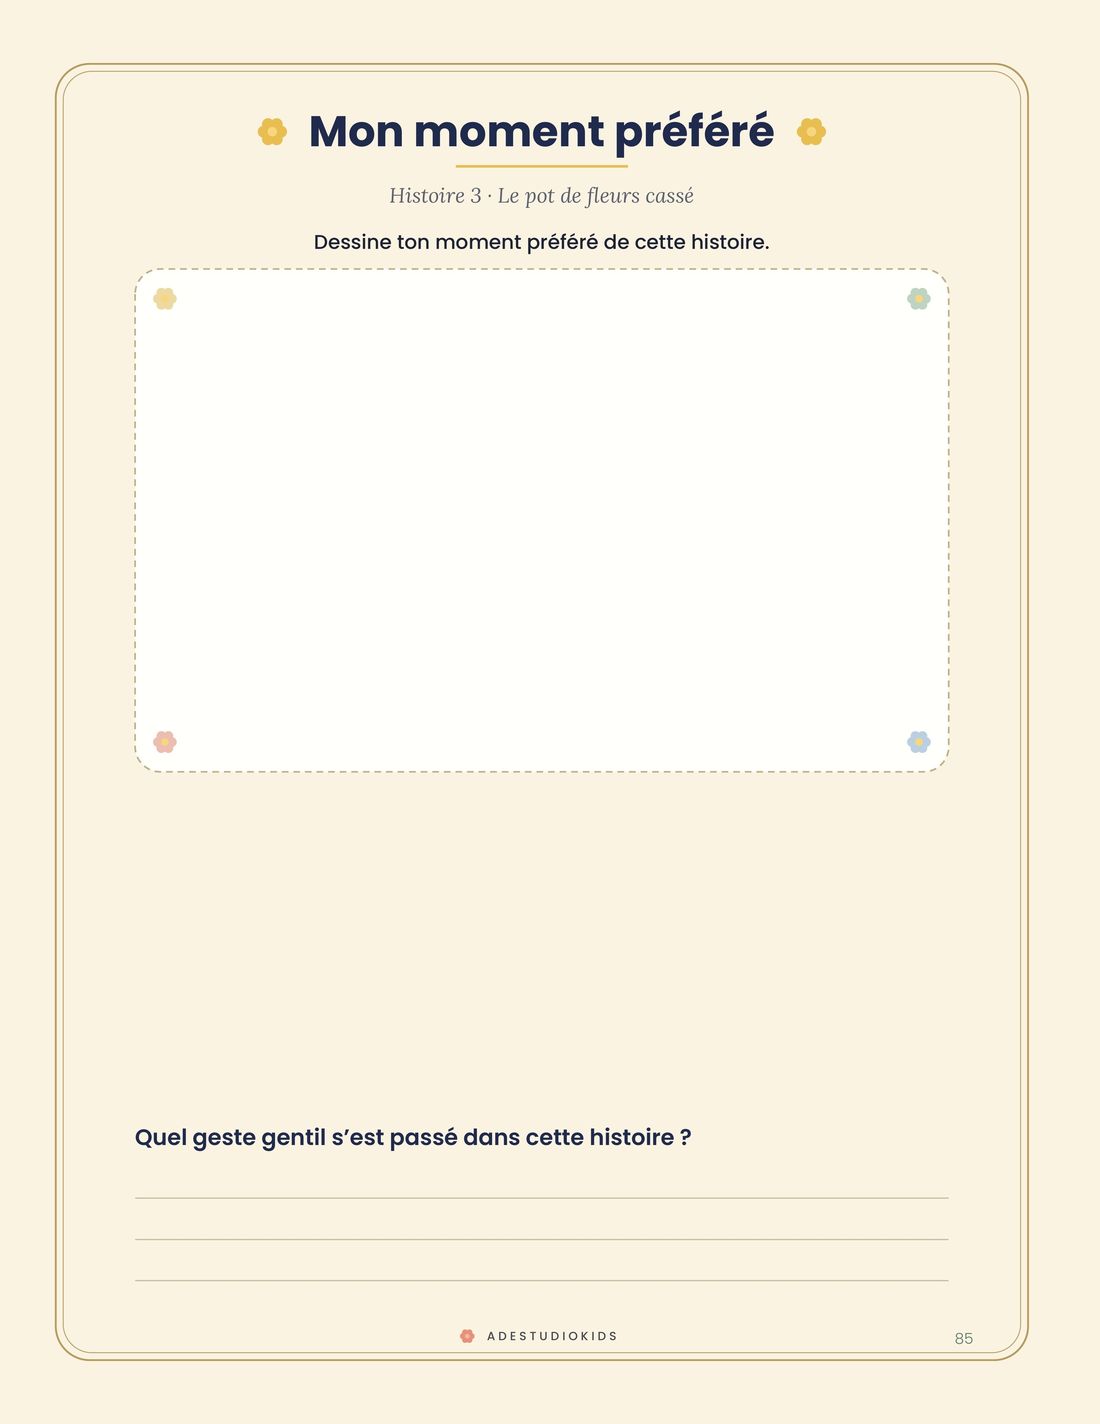 Mon moment préféré
Histoire 3 · Le pot de fleurs cassé
Dessine ton moment préféré de cette histoire.
Quel geste gentil s’est passé dans cette histoire ?
ADESTUDIOKIDS
85